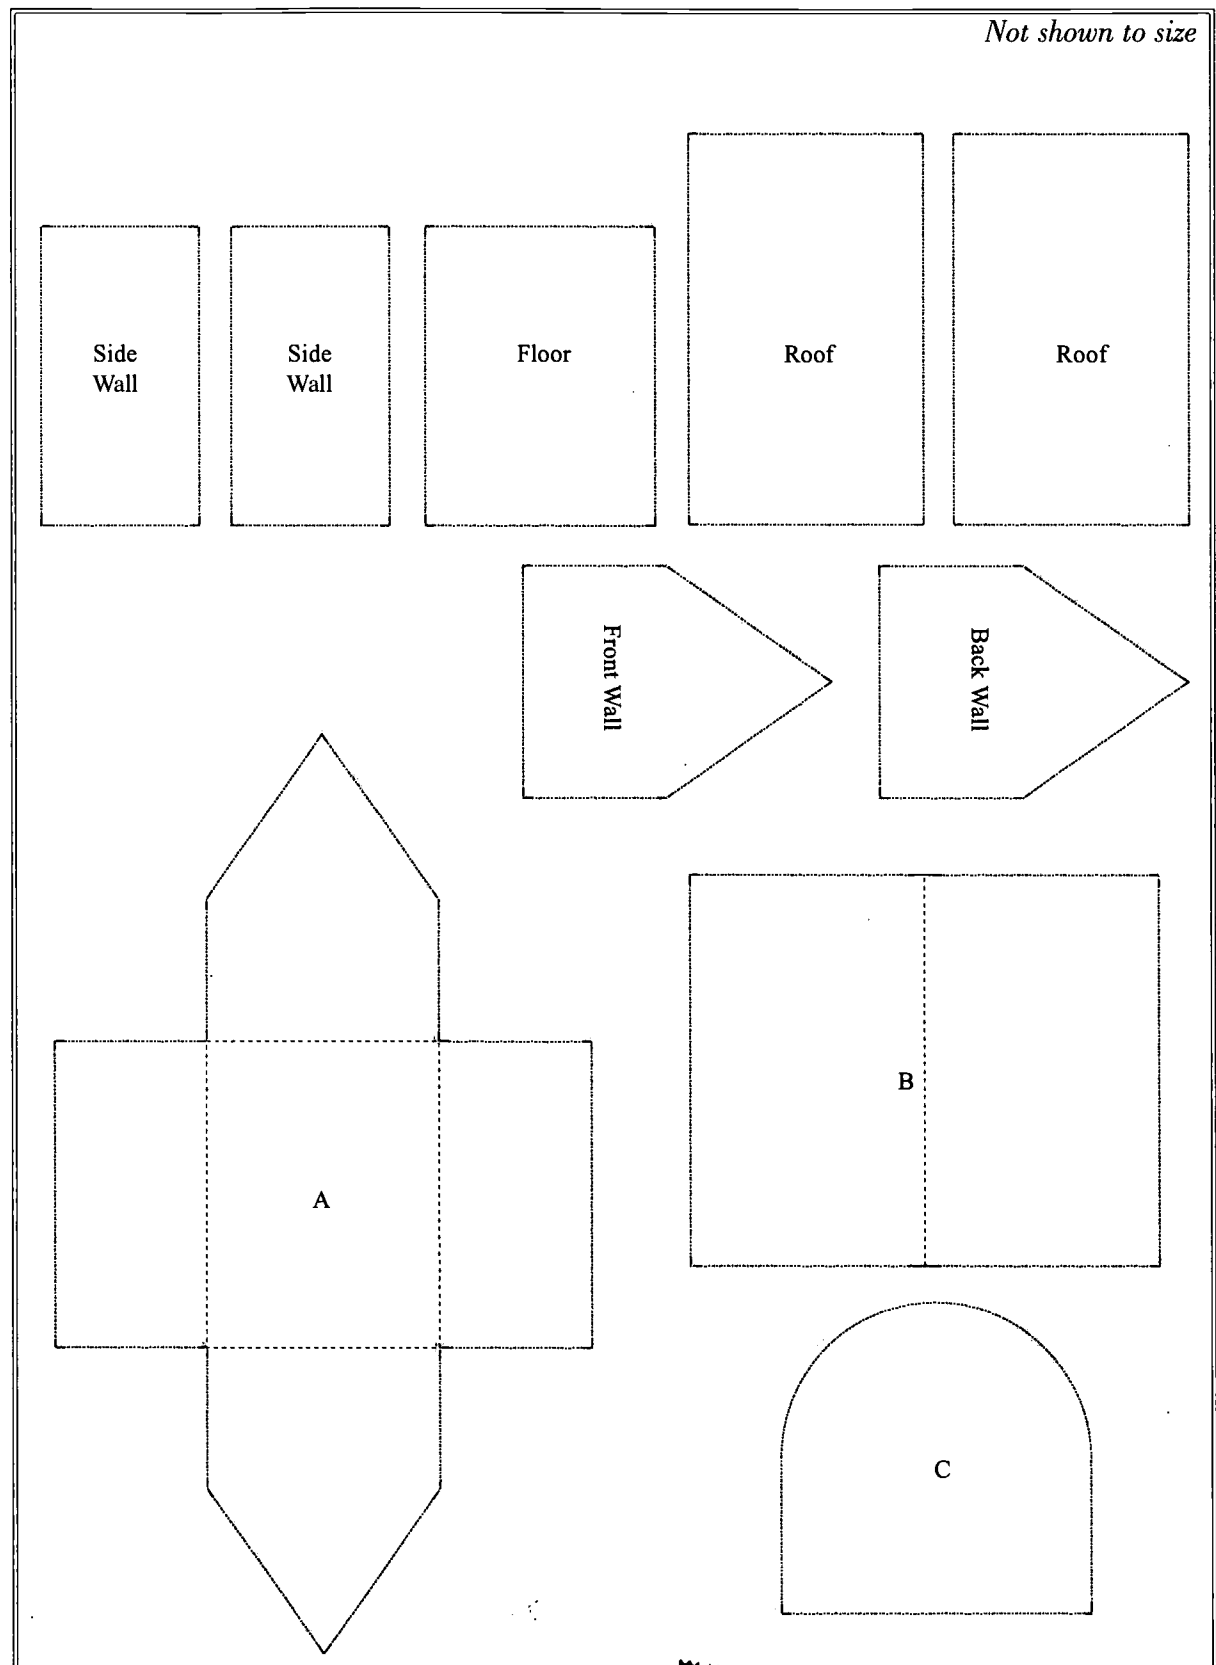 Not shown to size
Side
Wall
Side
Wall
Floor
Roof
Roof
Front Wall
Back Wall
A
B
C